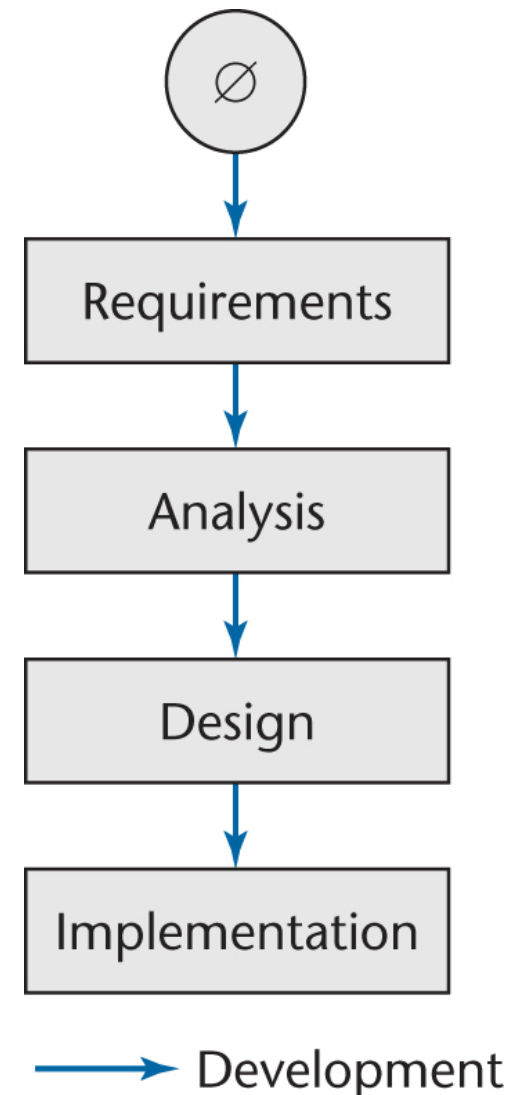 ∅
Requirements
Analysis
Design
Implementation
Development